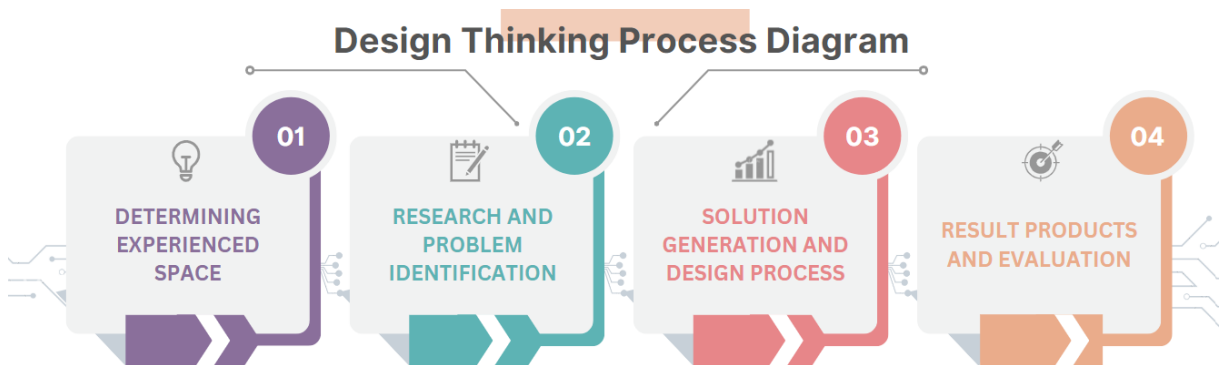 Design Thinking Process Diagram
01
DETERMINING
EXPERIENCED
SPACE
02
RESEARCH AND
PROBLEM
IDENTIFICATION
03
SOLUTION
GENERATION AND
DESIGN PROCESS
04
RESULT PRODUCTS
AND EVALUATION